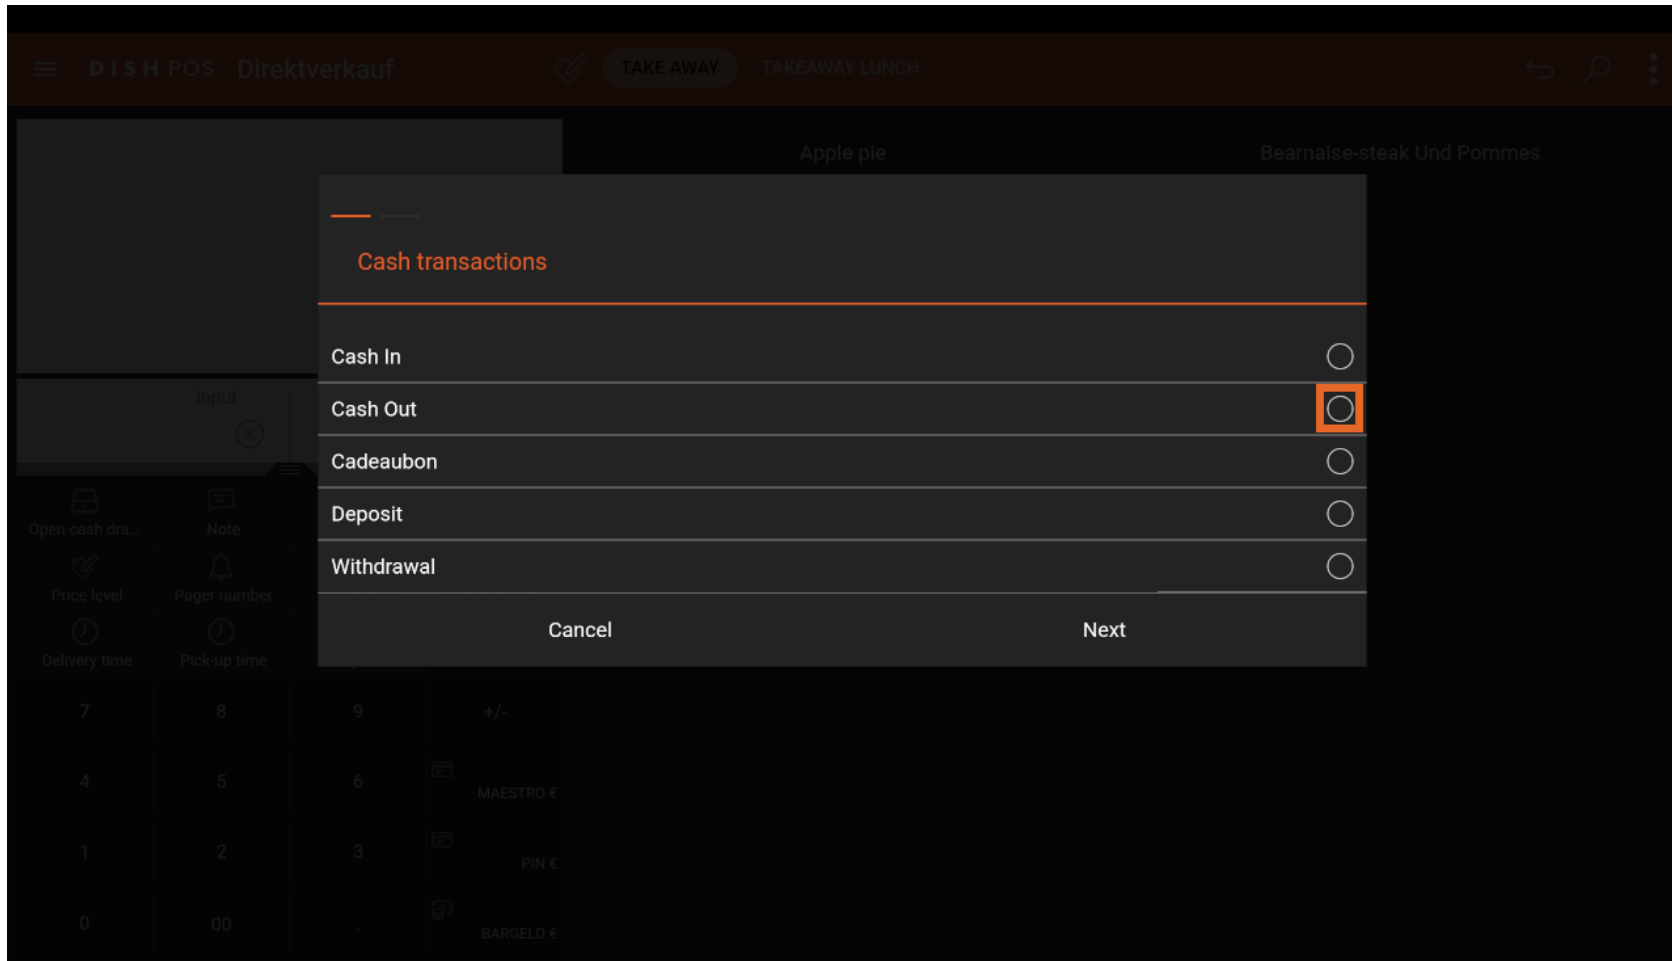 DISH POS Direktverkauf TAKE AWAY TAKEAWAY LUNCH
Apple pie Bearnaise-steak Und Pommes
Cash transactions
Cash In
Input
Cash Out
Cadeaubon
Deposit
Open cash dra... Note
Withdrawal
Price level Pager number
Cancel Next
Delivery time Pick-up time
7 8 9 +/-
4 5 6 MAESTRO €
1 2 3 PIN €
0 00 . BARGELD €